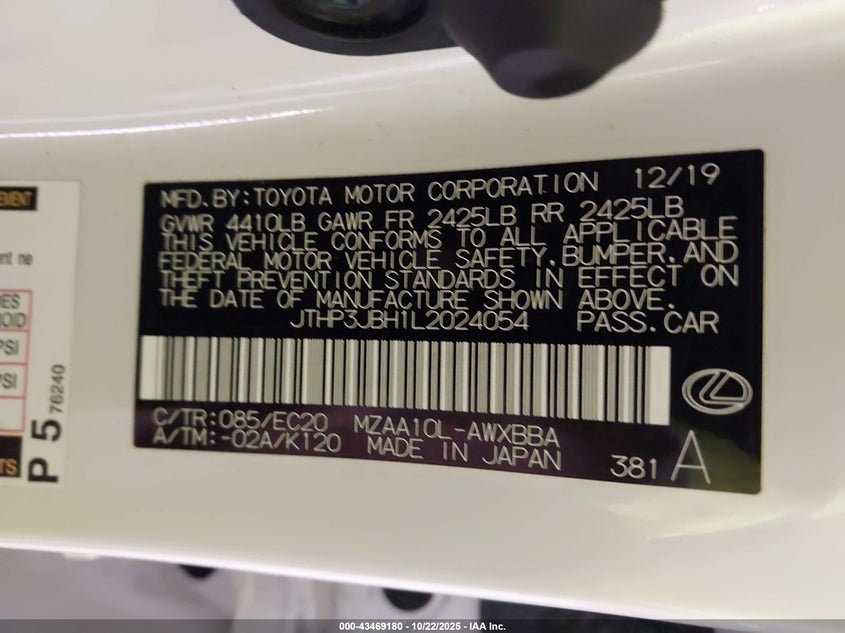 MFD.BY:TOYOTA MOTOR CORPORATION 12/19
GVWR 4410LB GAWR FR 2425LB RR 2425LB
THIS VEHICLE CONFORMS TO ALL APPLICABLE
FEDERAL MOTOR VEHICLE SAFETY,BUMPER,AND
THEFT PREVENTION STANDARDS IN EFFECT ON
THE DATE OF MANUFACTURE SHOWN ABOVE.
JTHP3JBH1L2024054 PASS.CAR
C/TR:085/EC20 MZAA10L-AWXBBA
A/TM:-02A/K120 MADE IN JAPAN 381 A
P 5 76240
000-43469180 - 10/22/2025 - IAA Inc.